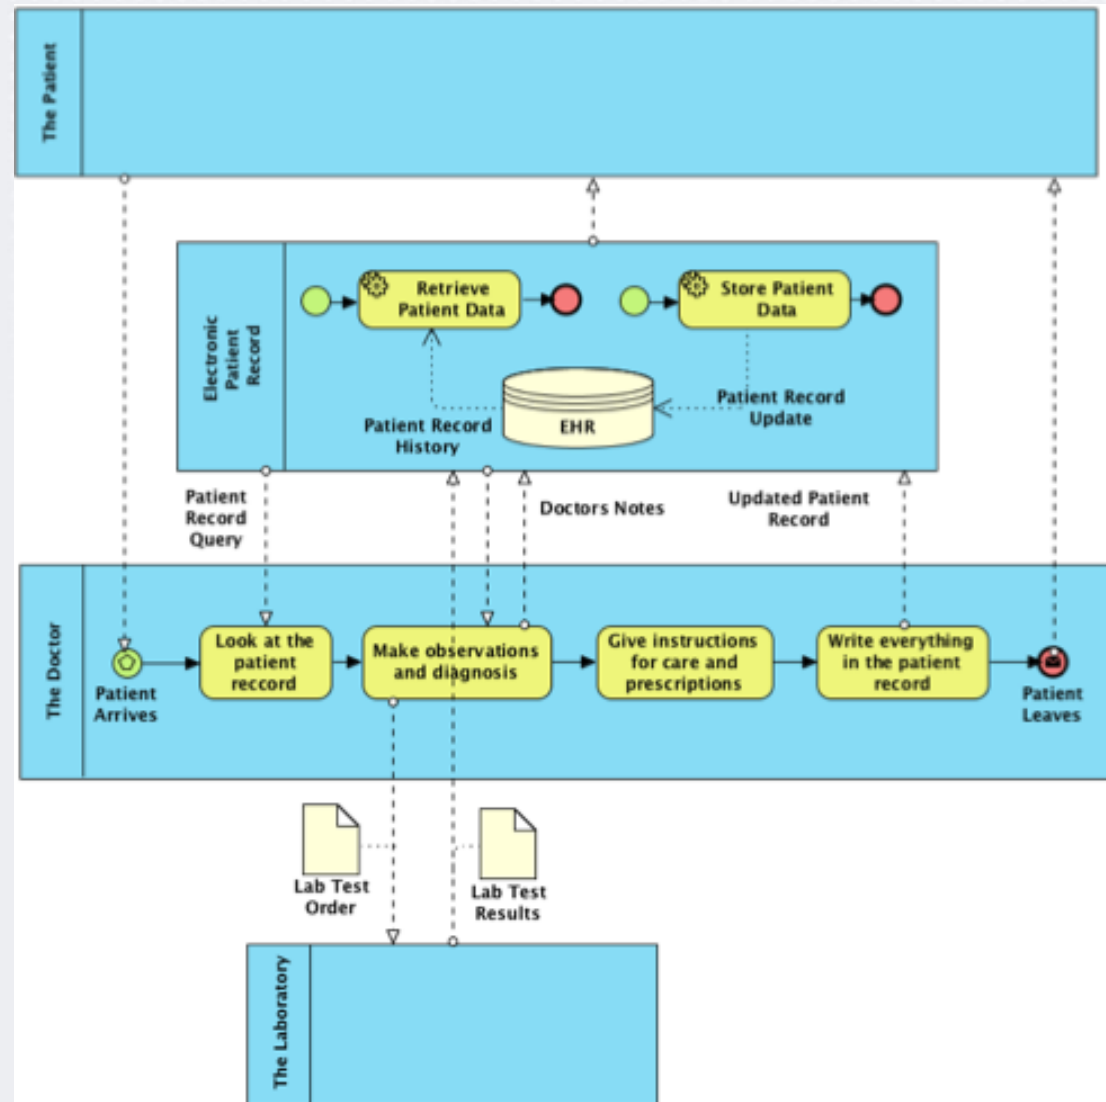 The Patient
Electronic
Patient
Record
Retrieve
Patient Data
Store Patient
Data
Patient Record
History
EHR
Patient Record
Update
Patient
Record
Query
Doctors Notes
Updated Patient
Record
The Doctor
Patient
Arrives
Look at the
patient
reccord
Make observations
and diagnosis
Give instructions
for care and
prescriptions
Write everything
in the patient
record
Patient
Leaves
Lab Test
Order
Lab Test
Results
The Laboratory